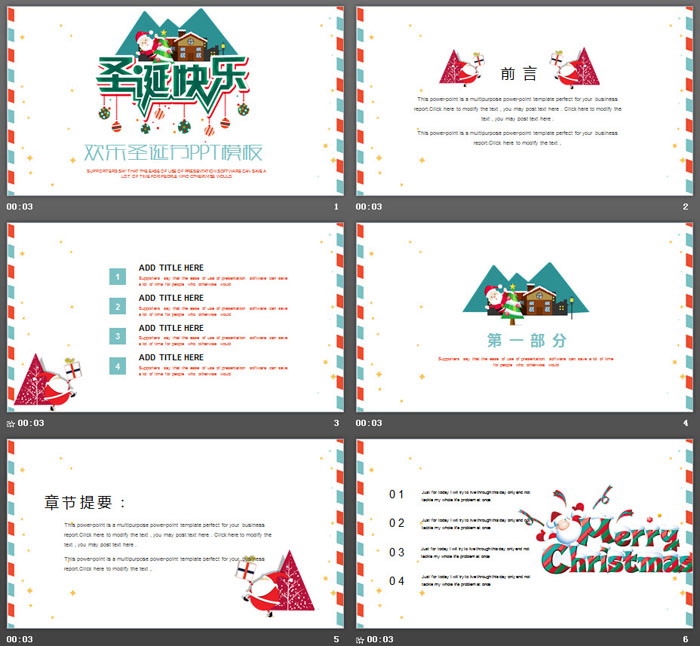 圣诞快乐
欢乐圣诞节PPT模板
SUPPORTERS SAY THAT THE EASE OF USE OF PRESENTATION SOFTWARE CAN SAVE A
LOT OF TIME FOR PEOPLE WHO OTHERWISE WOULD
00:03
1
前言
This power-point is a multipurpose power-point template perfect for your business
report.Click here to modify the text , you may post text here . Click here to modify the
text , you may post text here .
This power-point is a multipurpose power-point template perfect for your business
report.Click here to modify the text ,
00:03
2
1
ADD TITLE HERE
Supporters say that the ease of use of presentation software can save
a lot of time for people who otherwise would
2
ADD TITLE HERE
Supporters say that the ease of use of presentation software can save
a lot of time for people who otherwise would
3
ADD TITLE HERE
Supporters say that the ease of use of presentation software can save
a lot of time for people who otherwise would
4
ADD TITLE HERE
Supporters say that the ease of use of presentation software can save
a lot of time for people who otherwise would
00:03
3
第一部分
Supporters say that the ease of use of presentation software can save a lot of time
for people who otherwise would
00:03
4
章节提要：
This power-point is a multipurpose power-point template perfect for your business
report.Click here to modify the text , you may post text here . Click here to modify the
text , you may post text here .
This power-point is a multipurpose power-point template perfect for your business
report.Click here to modify the text ,
00:03
5
01
Just for today I will try to live through this day only and not
tackle my whole life problem at once
02
Just for today I will try to live through this day only and not
tackle my whole life problem at once
03
Just for today I will try to live through this day only and not
tackle my whole life problem at once
04
Just for today I will try to live through this day only and not
tackle my whole life problem at once
Merry
Christmas
00:03
6